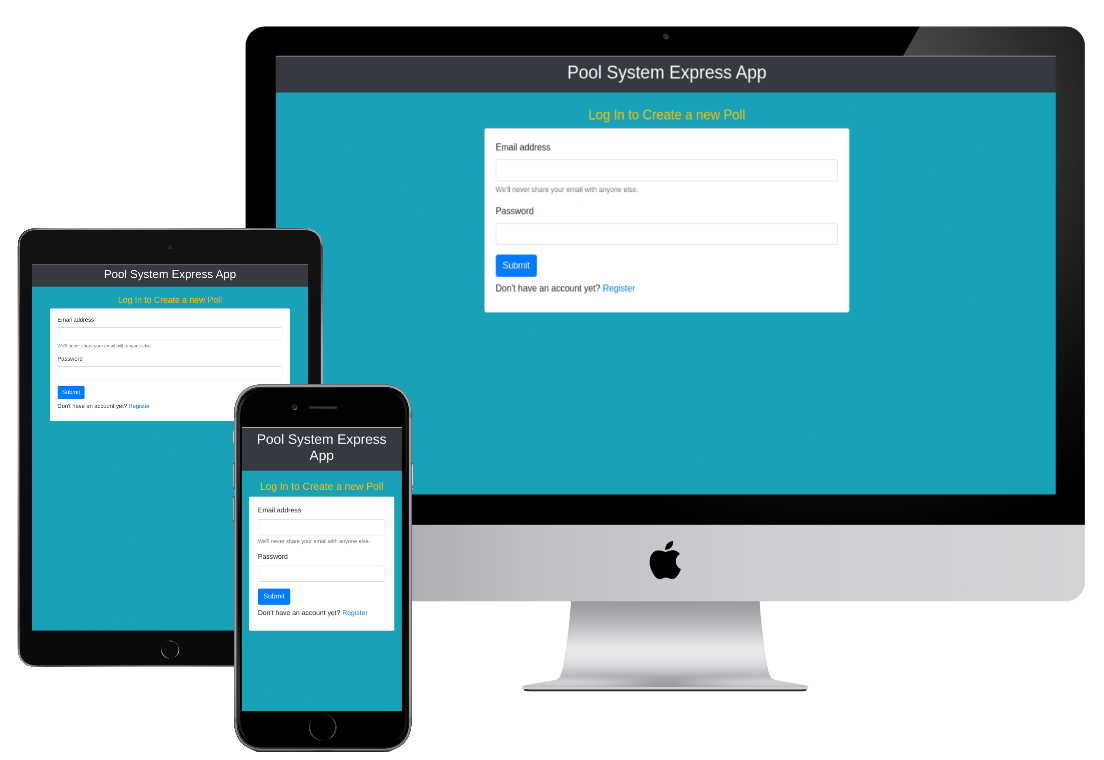 Pool System Express App
Log In to Create a new Poll
Email address
We'll never share your email with anyone else.
Password
Submit
Don't have an account yet? Register
Pool System Express App
Log In to Create a new Poll
Email address
We'll never share your email with anyone else.
Password
Submit
Don't have an account yet? Register
Pool System Express
App
Log In to Create a new Poll
Email address
We'll never share your email with anyone else.
Password
Submit
Don't have an account yet? Register